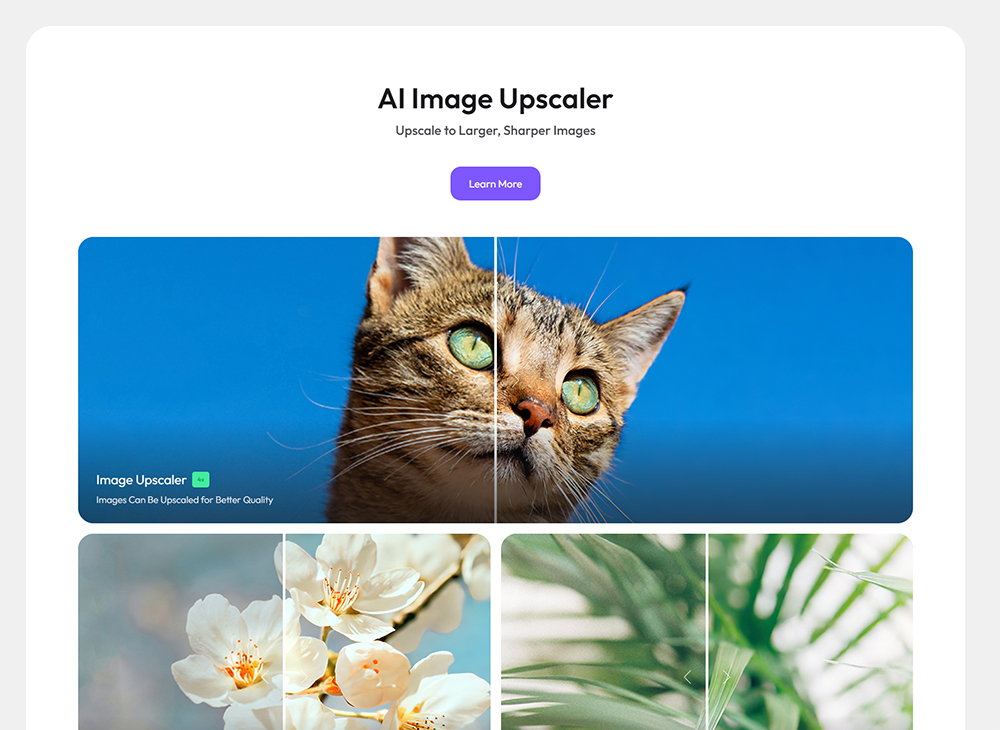 AI Image Upscaler
Upscale to Larger, Sharper Images
Learn More
Image Upscaler 4x
Images Can Be Upscaled for Better Quality